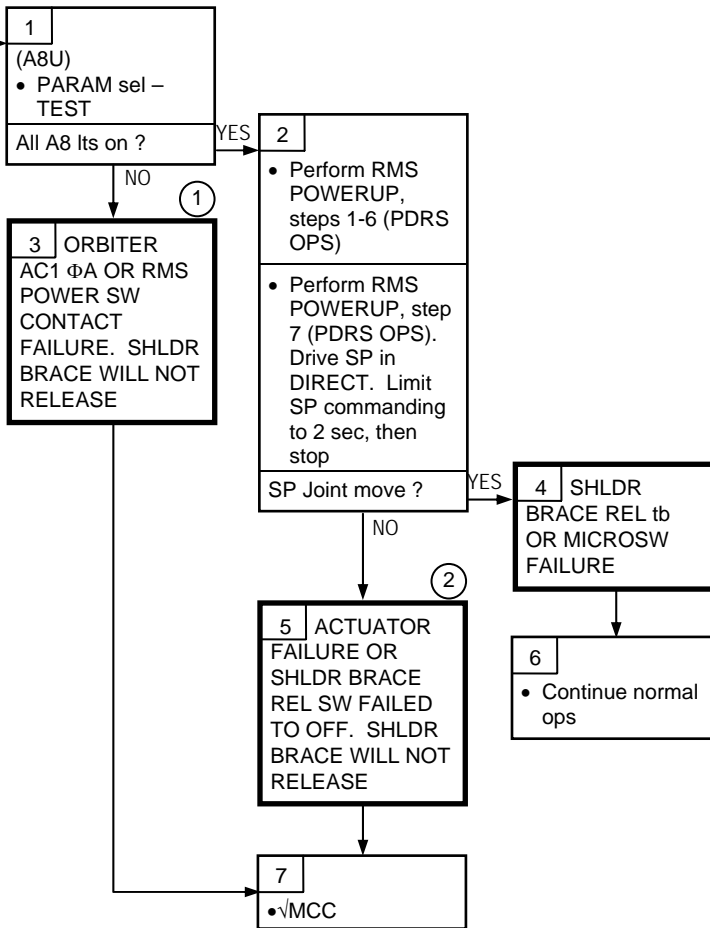 1
(A8U)
• PARAM sel –
TEST
All A8 lts on ?
YES
NO
2
• Perform RMS
POWERUP,
steps 1-6 (PDRS
OPS)
• Perform RMS
POWERUP, step
7 (PDRS OPS).
Drive SP in
DIRECT. Limit
SP commanding
to 2 sec, then
stop
SP Joint move ?
YES
NO
1
3 ORBITER
AC1 ΦA OR RMS
POWER SW
CONTACT
FAILURE. SHLDR
BRACE WILL NOT
RELEASE
4 SHLDR
BRACE REL tb
OR MICROSW
FAILURE
2
5 ACTUATOR
FAILURE OR
SHLDR BRACE
REL SW FAILED
TO OFF. SHLDR
BRACE WILL NOT
RELEASE
6
• Continue normal
ops
7
•√MCC